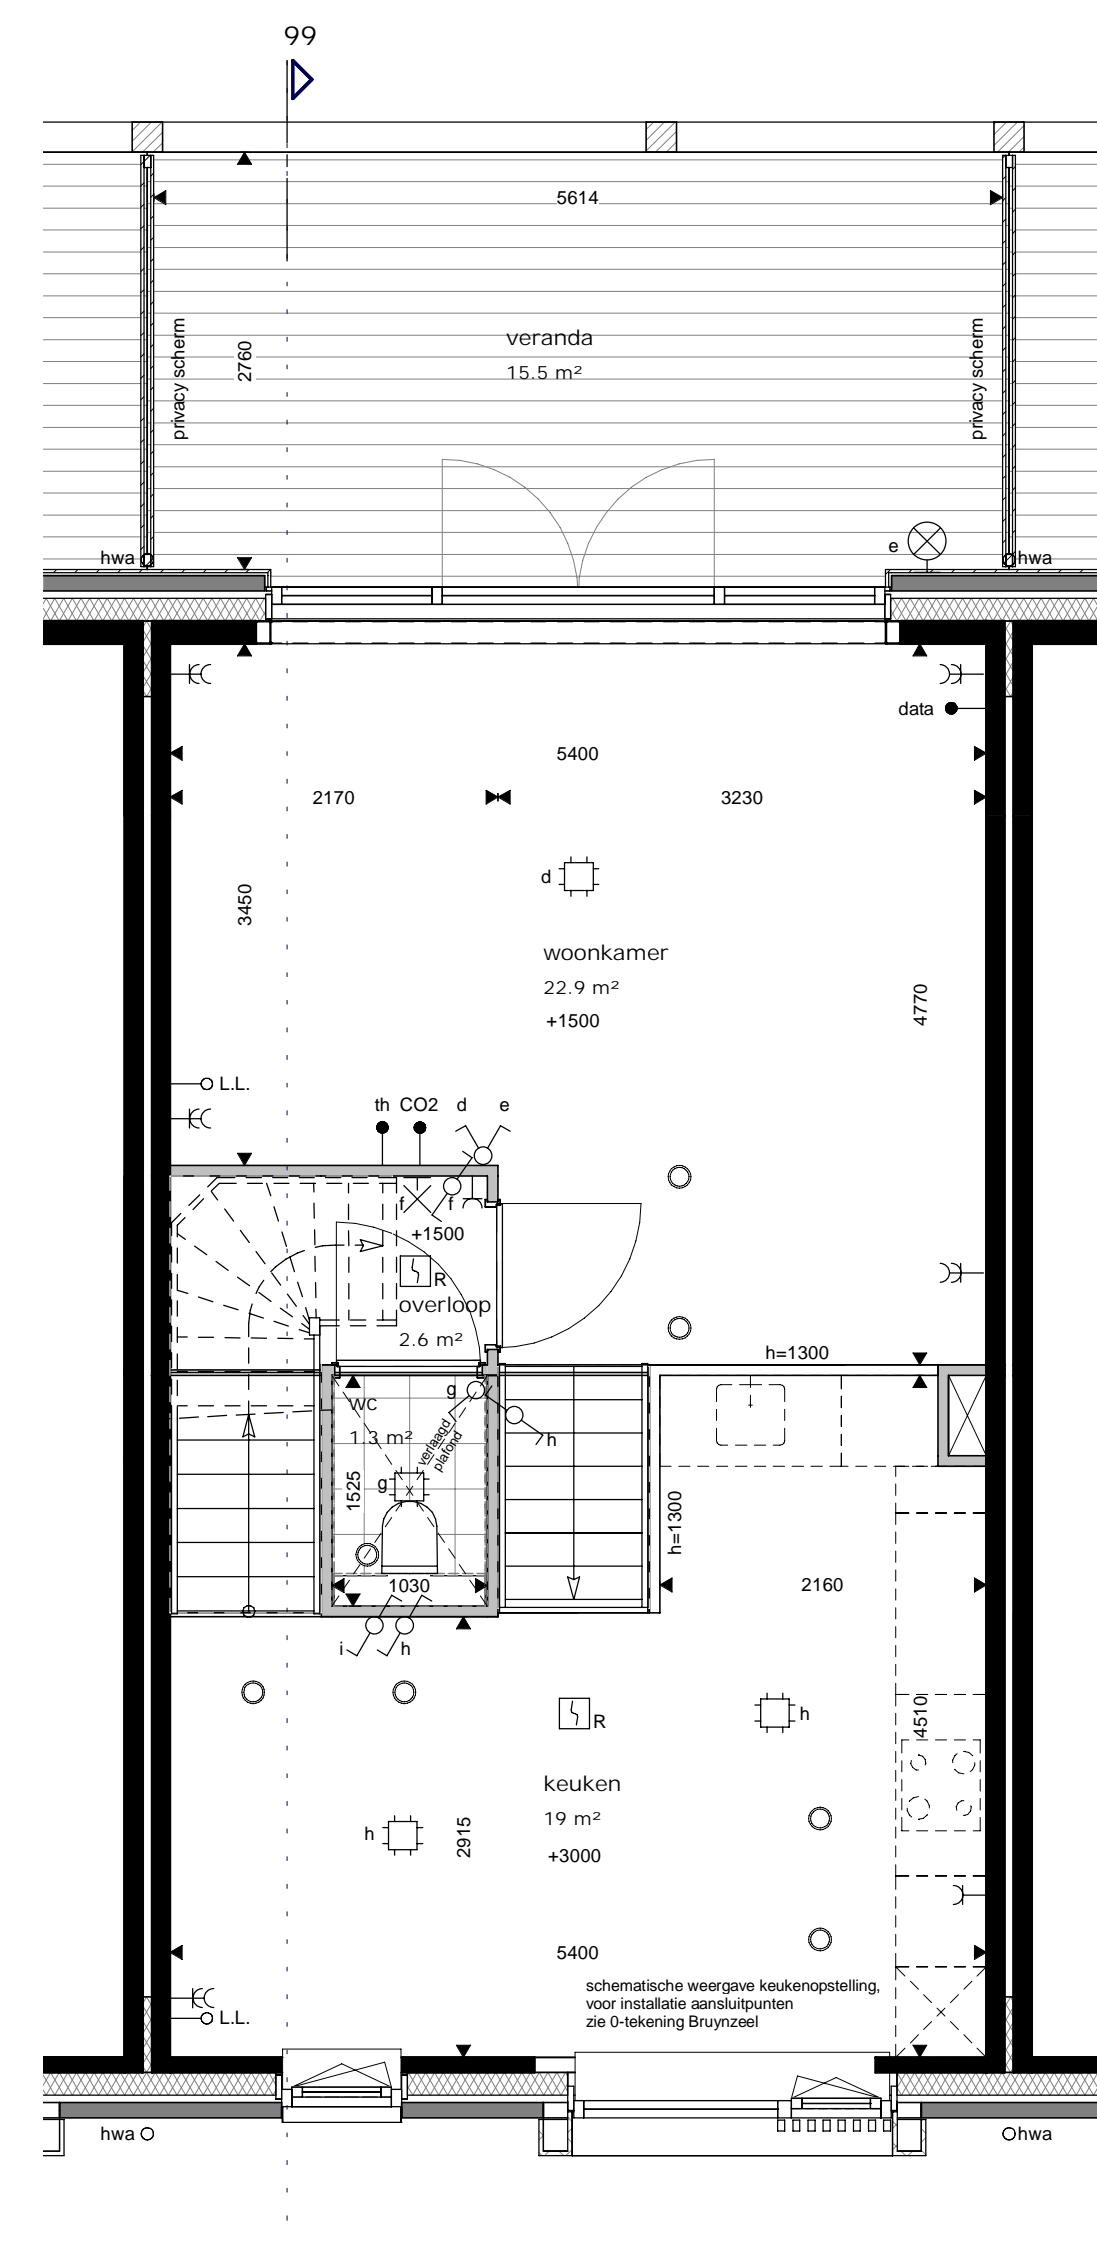 99
5614
veranda
15.5 m²
2760
privacy scherm
privacy scherm
hwa
e
hwa
data
5400
2170
3230
d
3450
woonkamer
22.9 m²
+1500
4770
L.L.
th
CO2
d
e
f
f
+1500
R
overloop
2.6 m²
h=1300
g
WC
1.3 m²
verlaagd
plafond
h
g
1525
h=1300
1030
2160
i
h
R
h
4510
keuken
19 m²
+3000
h
2915
5400
schematische weergave keukenopstelling,
voor installatie aansluitpunten
zie 0-tekening Bruynzeel
L.L.
hwa
hwa